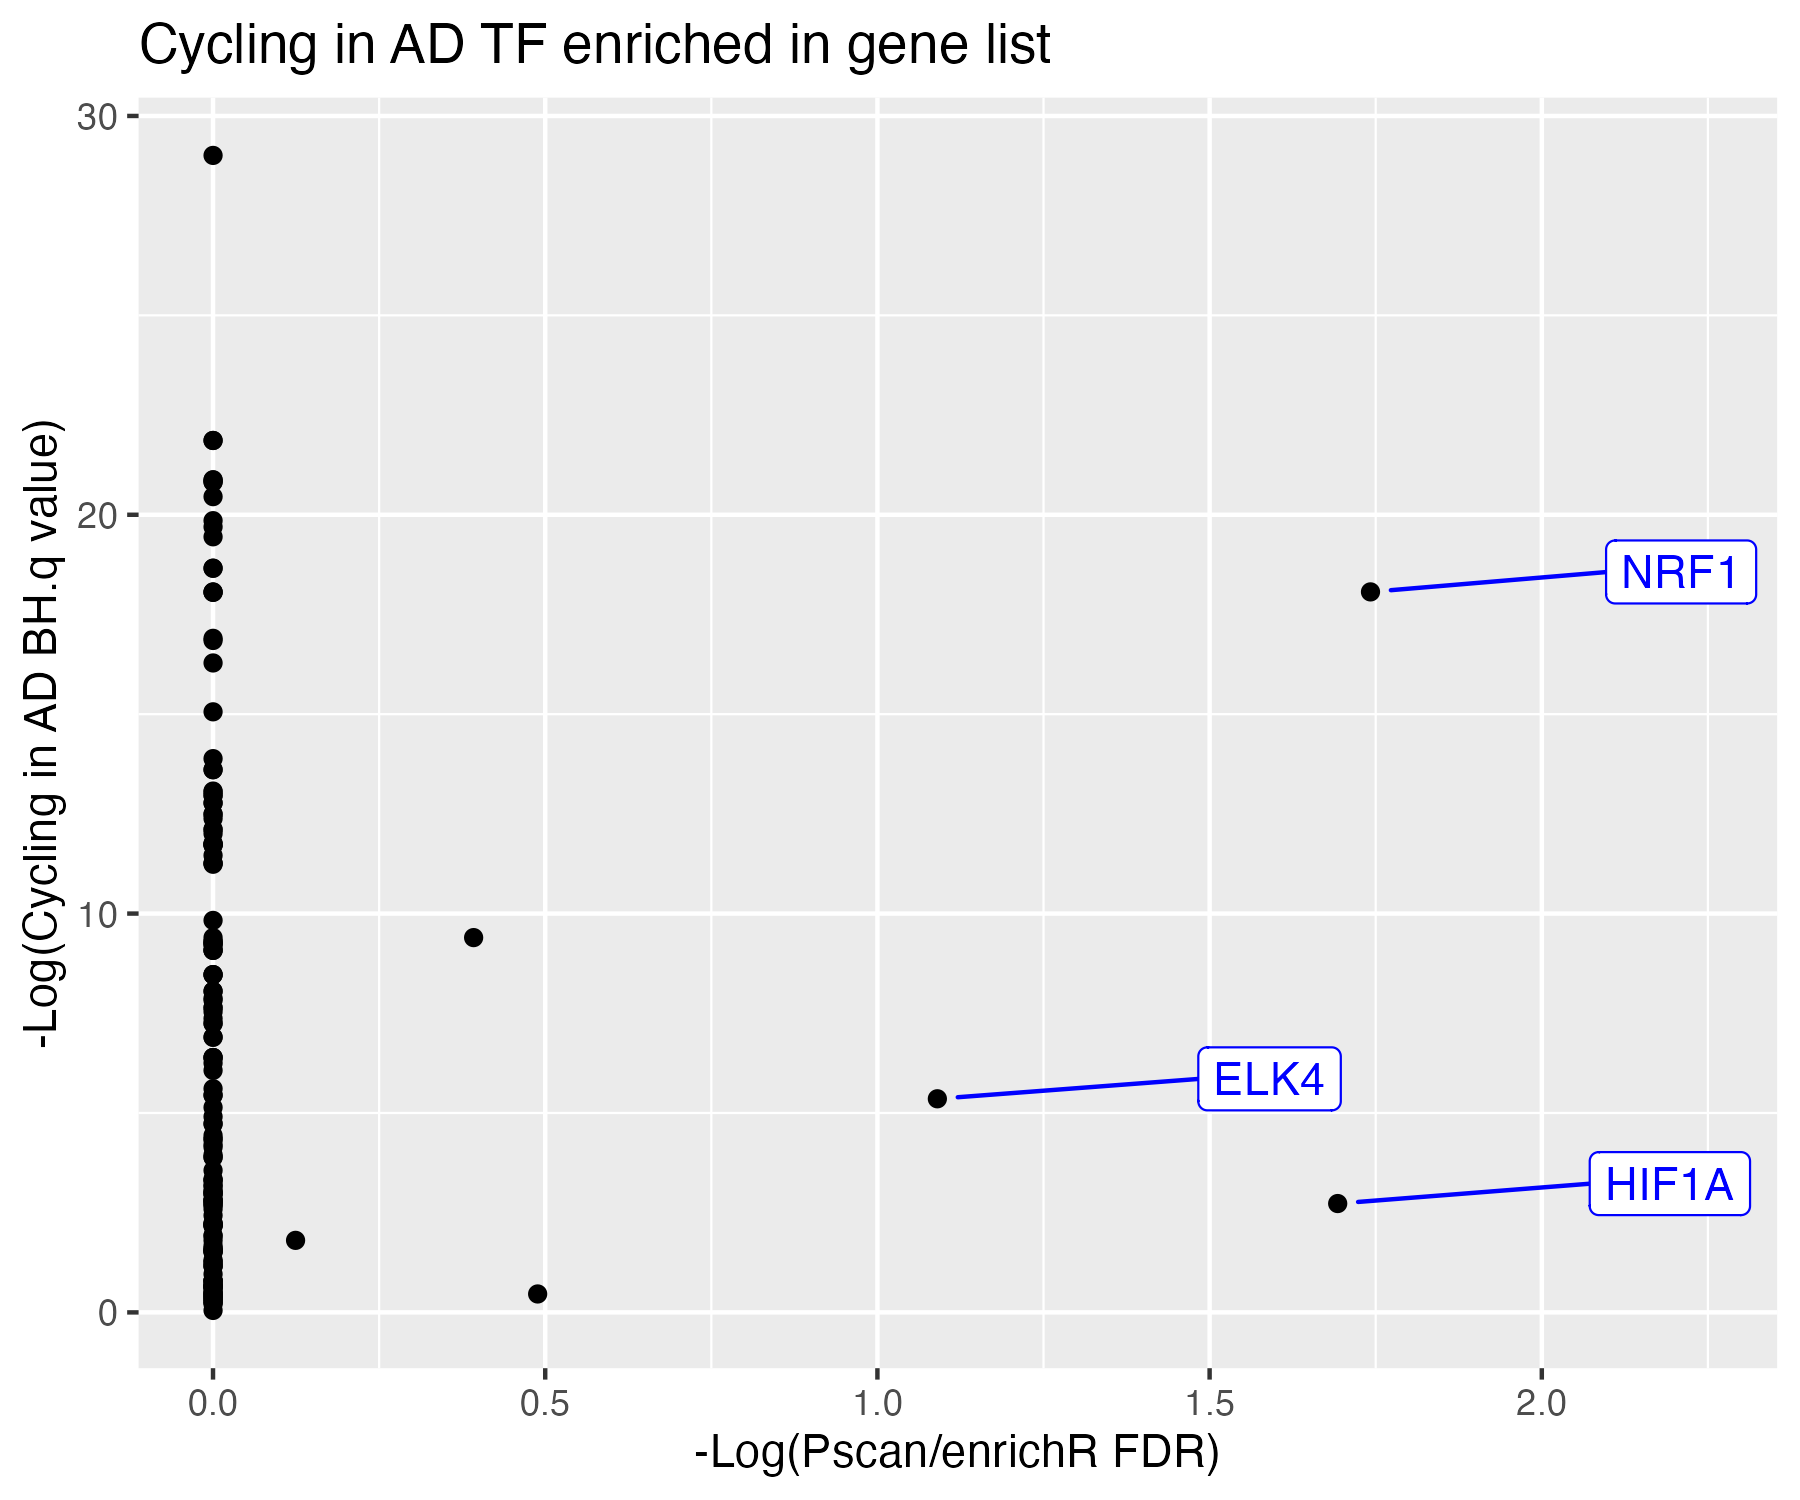 Cycling in AD TF enriched in gene list
-Log(Cycling in AD BH.q value)
30
20
10
0
NRF1
ELK4
HIF1A
0.0
0.5
1.0
1.5
2.0
-Log(Pscan/enrichR FDR)